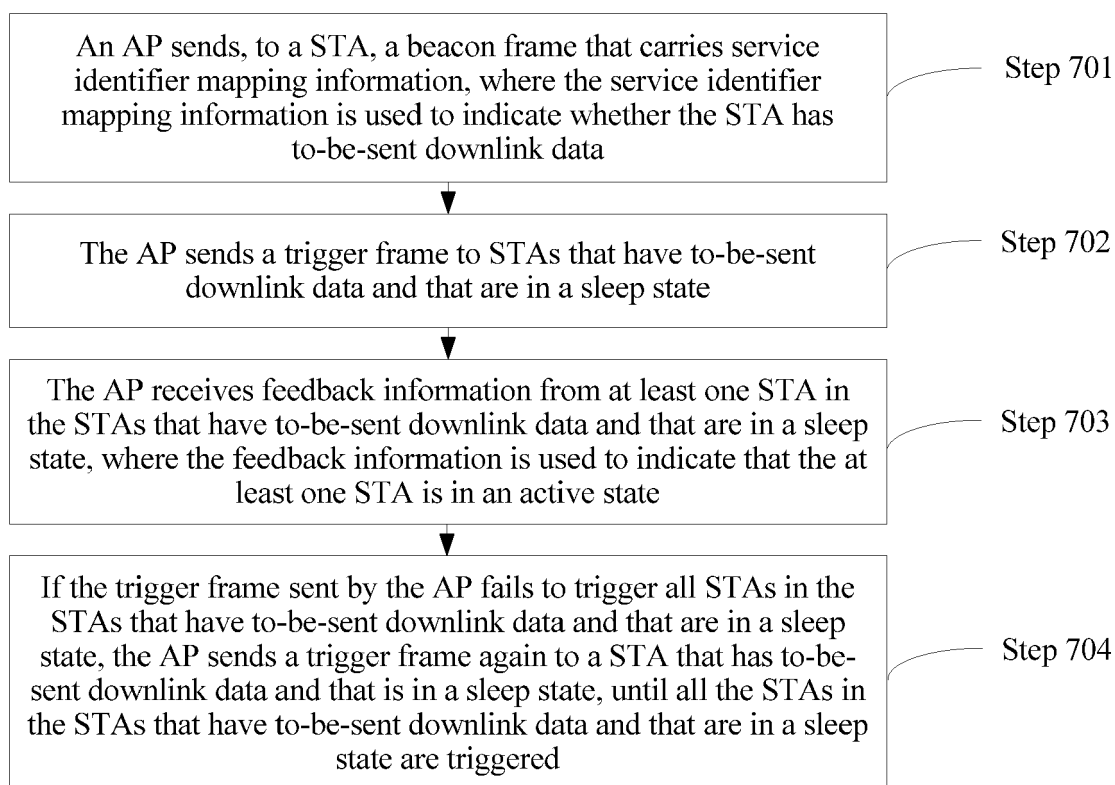 An AP sends, to a STA, a beacon frame that carries service
identifier mapping information, where the service identifier
mapping information is used to indicate whether the STA has
to-be-sent downlink data
Step 701
The AP sends a trigger frame to STAs that have to-be-sent
downlink data and that are in a sleep state
Step 702
The AP receives feedback information from at least one STA in
the STAs that have to-be-sent downlink data and that are in a sleep
state, where the feedback information is used to indicate that the at
least one STA is in an active state
Step 703
If the trigger frame sent by the AP fails to trigger all STAs in the
STAs that have to-be-sent downlink data and that are in a sleep
state, the AP sends a trigger frame again to a STA that has to-be-
sent downlink data and that is in a sleep state, until all the STAs in
the STAs that have to-be-sent downlink data and that are in a sleep
state are triggered
Step 704